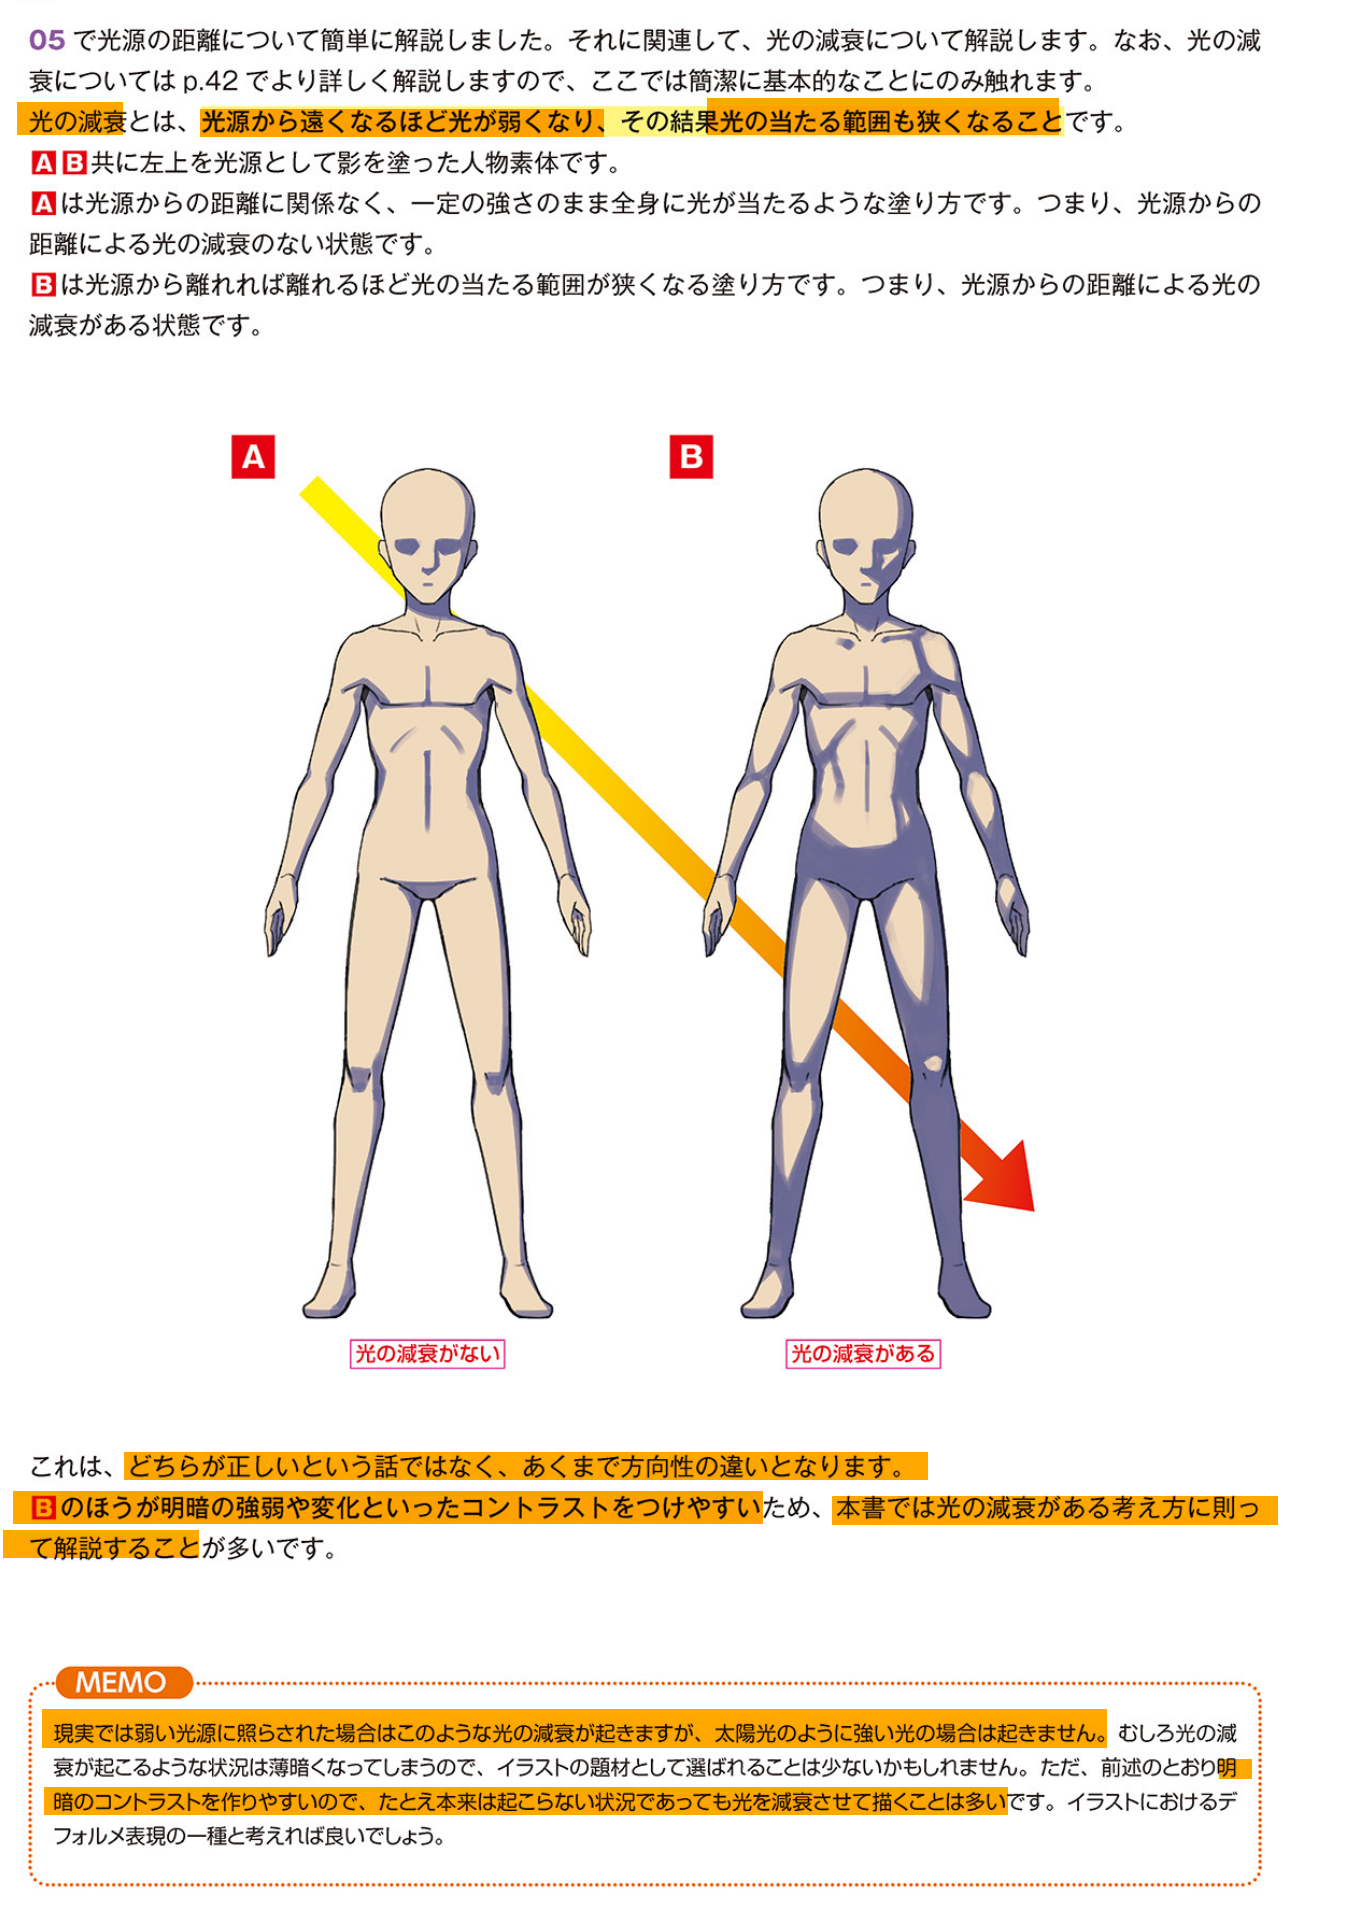 05 で光源の距離について簡単に解説しました。それに関連して、光の減衰について解説します。なお、光の減
衰については p.42 でより詳しく解説しますので、ここでは簡潔に基本的なことにのみ触れます。
光の減衰とは、光源から遠くなるほど光が弱くなり、その結果光の当たる範囲も狭くなることです。
A B 共に左上を光源として影を塗った人物素体です。
A は光源からの距離に関係なく、一定の強さのまま全身に光が当たるような塗り方です。つまり、光源からの
距離による光の減衰のない状態です。
B は光源から離れれば離れるほど光の当たる範囲が狭くなる塗り方です。つまり、光源からの距離による光の
減衰がある状態です。
A
B
光の減衰がない
光の減衰がある
これは、どちらが正しいという話ではなく、あくまで方向性の違いとなります。
B のほうが明暗の強弱や変化といったコントラストをつけやすいため、本書では光の減衰がある考え方に則っ
て解説することが多いです。
MEMO
現実では弱い光源に照らされた場合はこのような光の減衰が起きますが、太陽光のように強い光の場合は起きません。むしろ光の減
衰が起こるような状況は薄暗くなってしまうので、イラストの題材として選ばれることは少ないかもしれません。ただ、前述のとおり明
暗のコントラストを作りやすいので、たとえ本来は起こらない状況であっても光を減衰させて描くことは多いです。イラストにおけるデ
フォルメ表現の一種と考えれば良いでしょう。